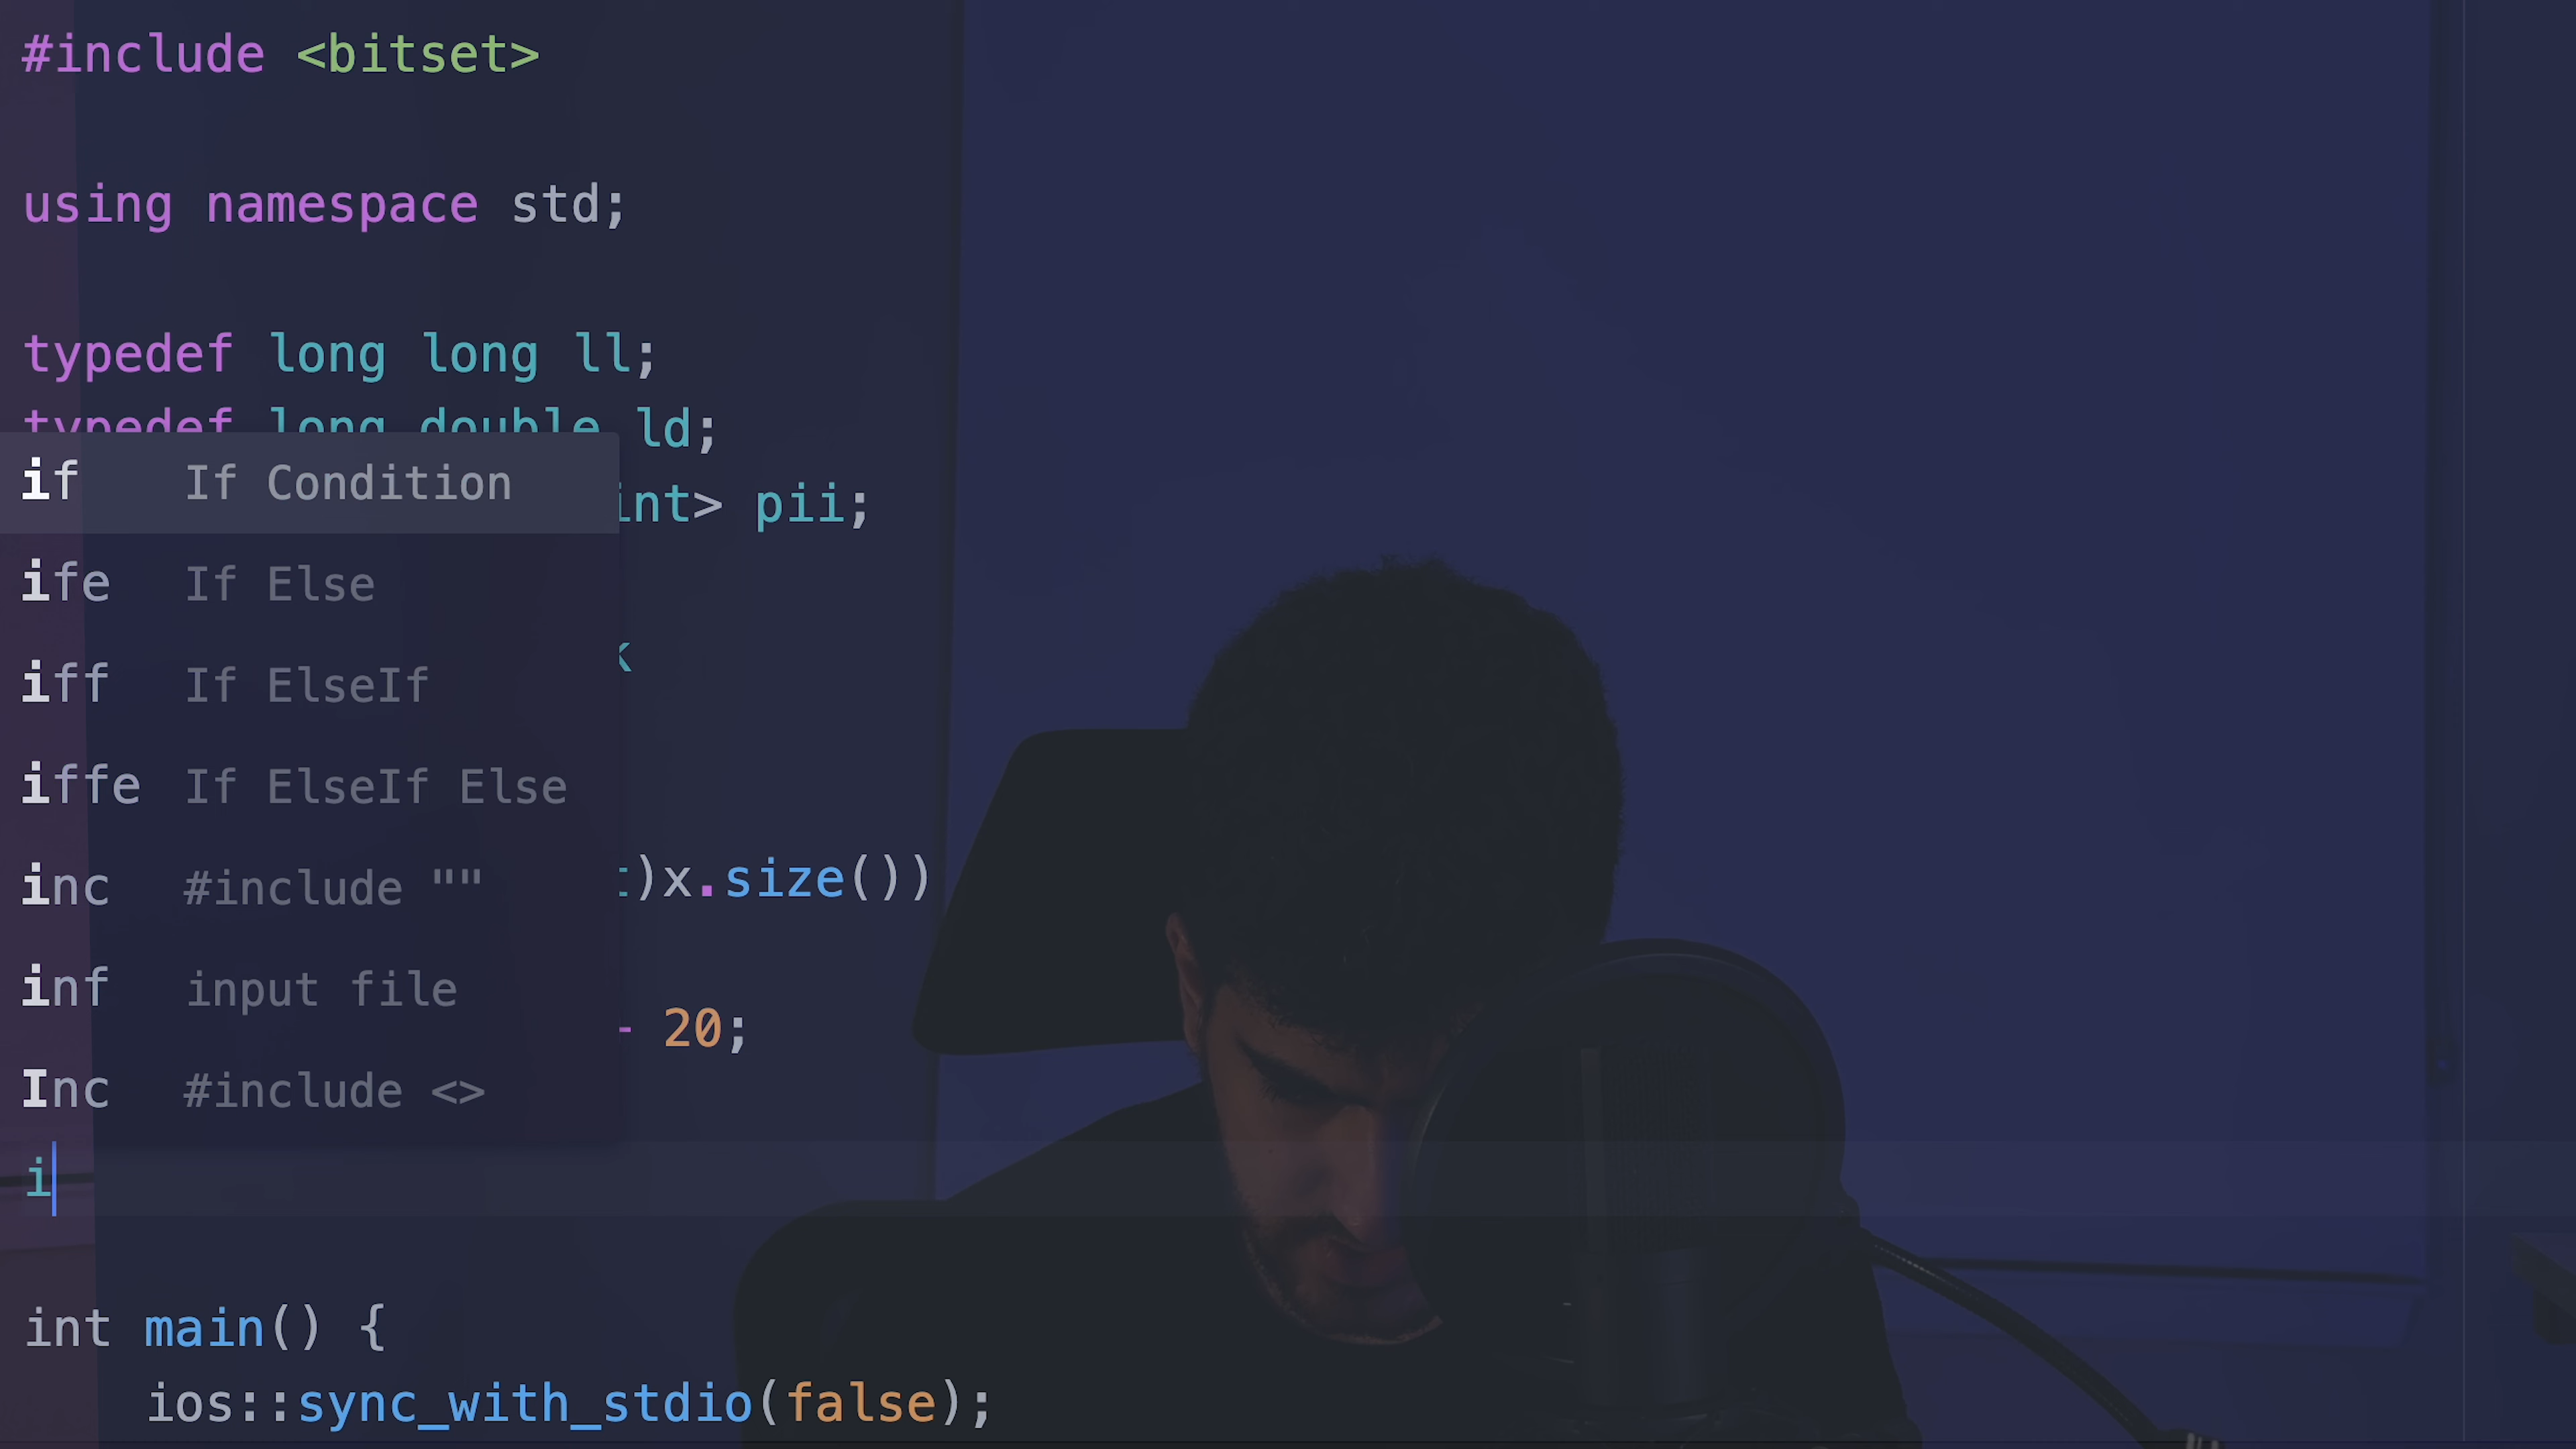 #include <bitset>
using namespace std;
typedef long long ll;
typedef long double ld;
int> pii;
k
)x.size())
- 20;
if If Condition
ife If Else
iff If ElseIf
iffe If ElseIf Else
inc #include ""
inf input file
Inc #include <>
i
int main() {
ios::sync_with_stdio(false);